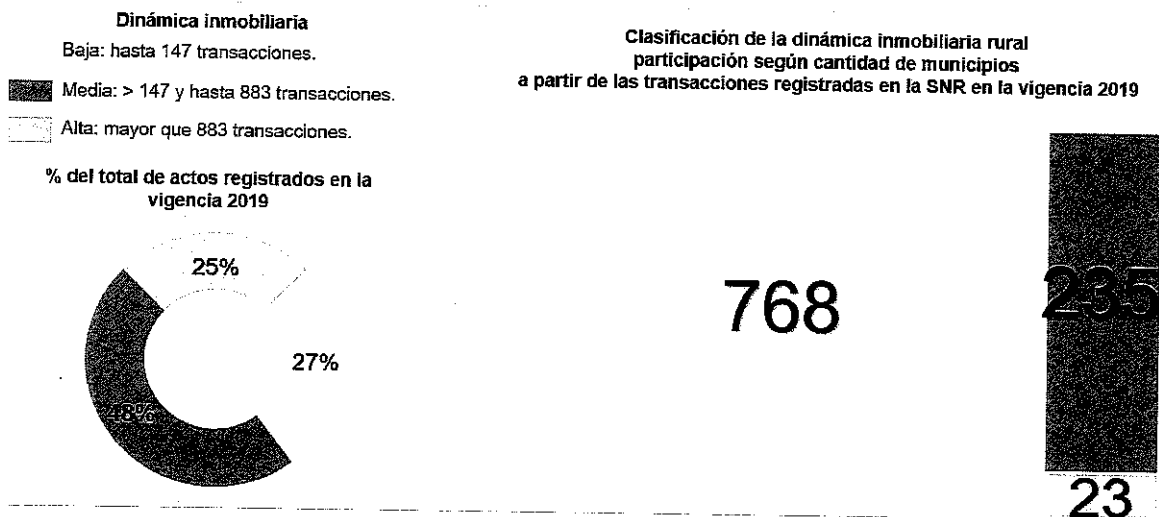 Dinámica inmobiliaria
Baja: hasta 147 transacciones.
Media: > 147 y hasta 883 transacciones.
Alta: mayor que 883 transacciones.
% del total de actos registrados en la
vigencia 2019
25%
27%
48%
Clasificación de la dinámica inmobiliaria rural
participación según cantidad de municipios
a partir de las transacciones registradas en la SNR en la vigencia 2019
768
235
23